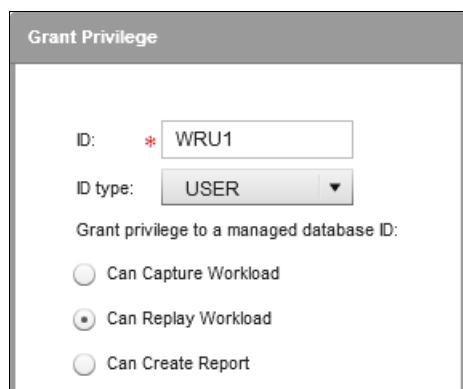 Grant Privilege
ID: * WRU1
ID type: USER
Grant privilege to a managed database ID:
Can Capture Workload
Can Replay Workload
Can Create Report